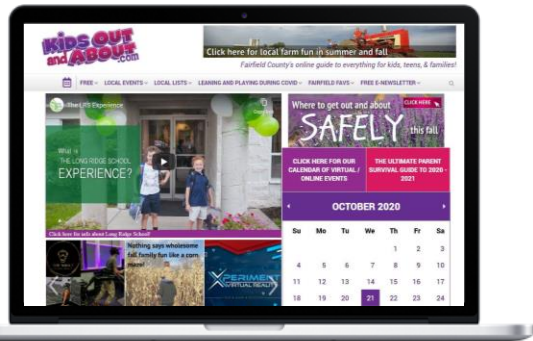 KIDS OUT
and ABOUT
.com
Click here for local farm fun in summer and fall
Fairfield County's online guide to everything for kids, teens, & families!
FREE LOCAL EVENTS LOCAL LISTS LEANING AND PLAYING DURING COVID FAIRFIELD FAVS FREE E-NEWSLETTER
The LRS Experience
What is
THE LONG RIDGE SCHOOL
EXPERIENCE?
Click here for info about Long Ridge School!
Nothing says wholesome
fall family fun like a corn
maze!
XPERIMENT
VIRTUAL REALITY
Where to get out and about
CLICK HERE
SAFELY this fall
CLICK HERE FOR OUR
CALENDAR OF VIRTUAL /
ONLINE EVENTS
THE ULTIMATE PARENT
SURVIVAL GUIDE TO 2020 -
2021
OCTOBER 2020
Su Mo Tu We Th Fr Sa
1 2 3
4 5 6 7 8 9 10
11 12 13 14 15 16 17
18 19 20 21 22 23 24